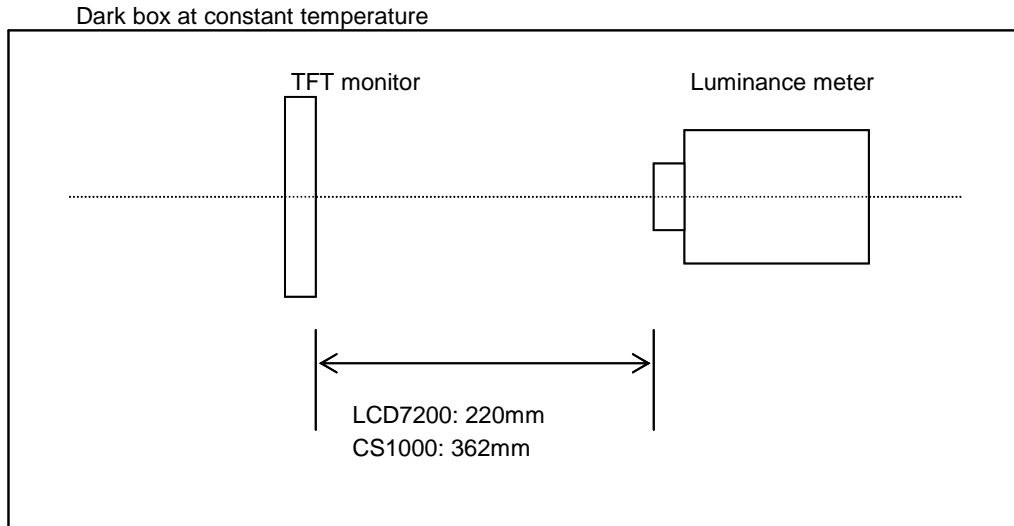 Dark box at constant temperature
TFT monitor
Luminance meter
LCD7200: 220mm
CS1000: 362mm